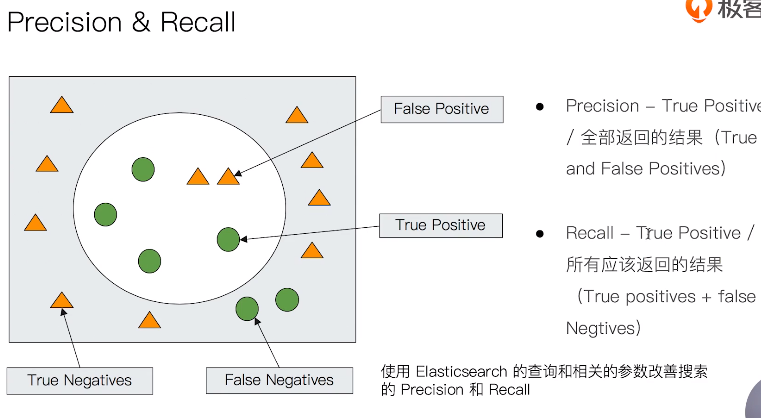 Precision & Recall
极客
False Positive
True Positive
True Negatives
False Negatives
● Precision – True Positive
/ 全部返回的结果（True
and False Positives）
● Recall – True Positive /
所有应该返回的结果
（True positives + false
Negtives）
使用 Elasticsearch 的查询和相关的参数改善搜索
的 Precision 和 Recall